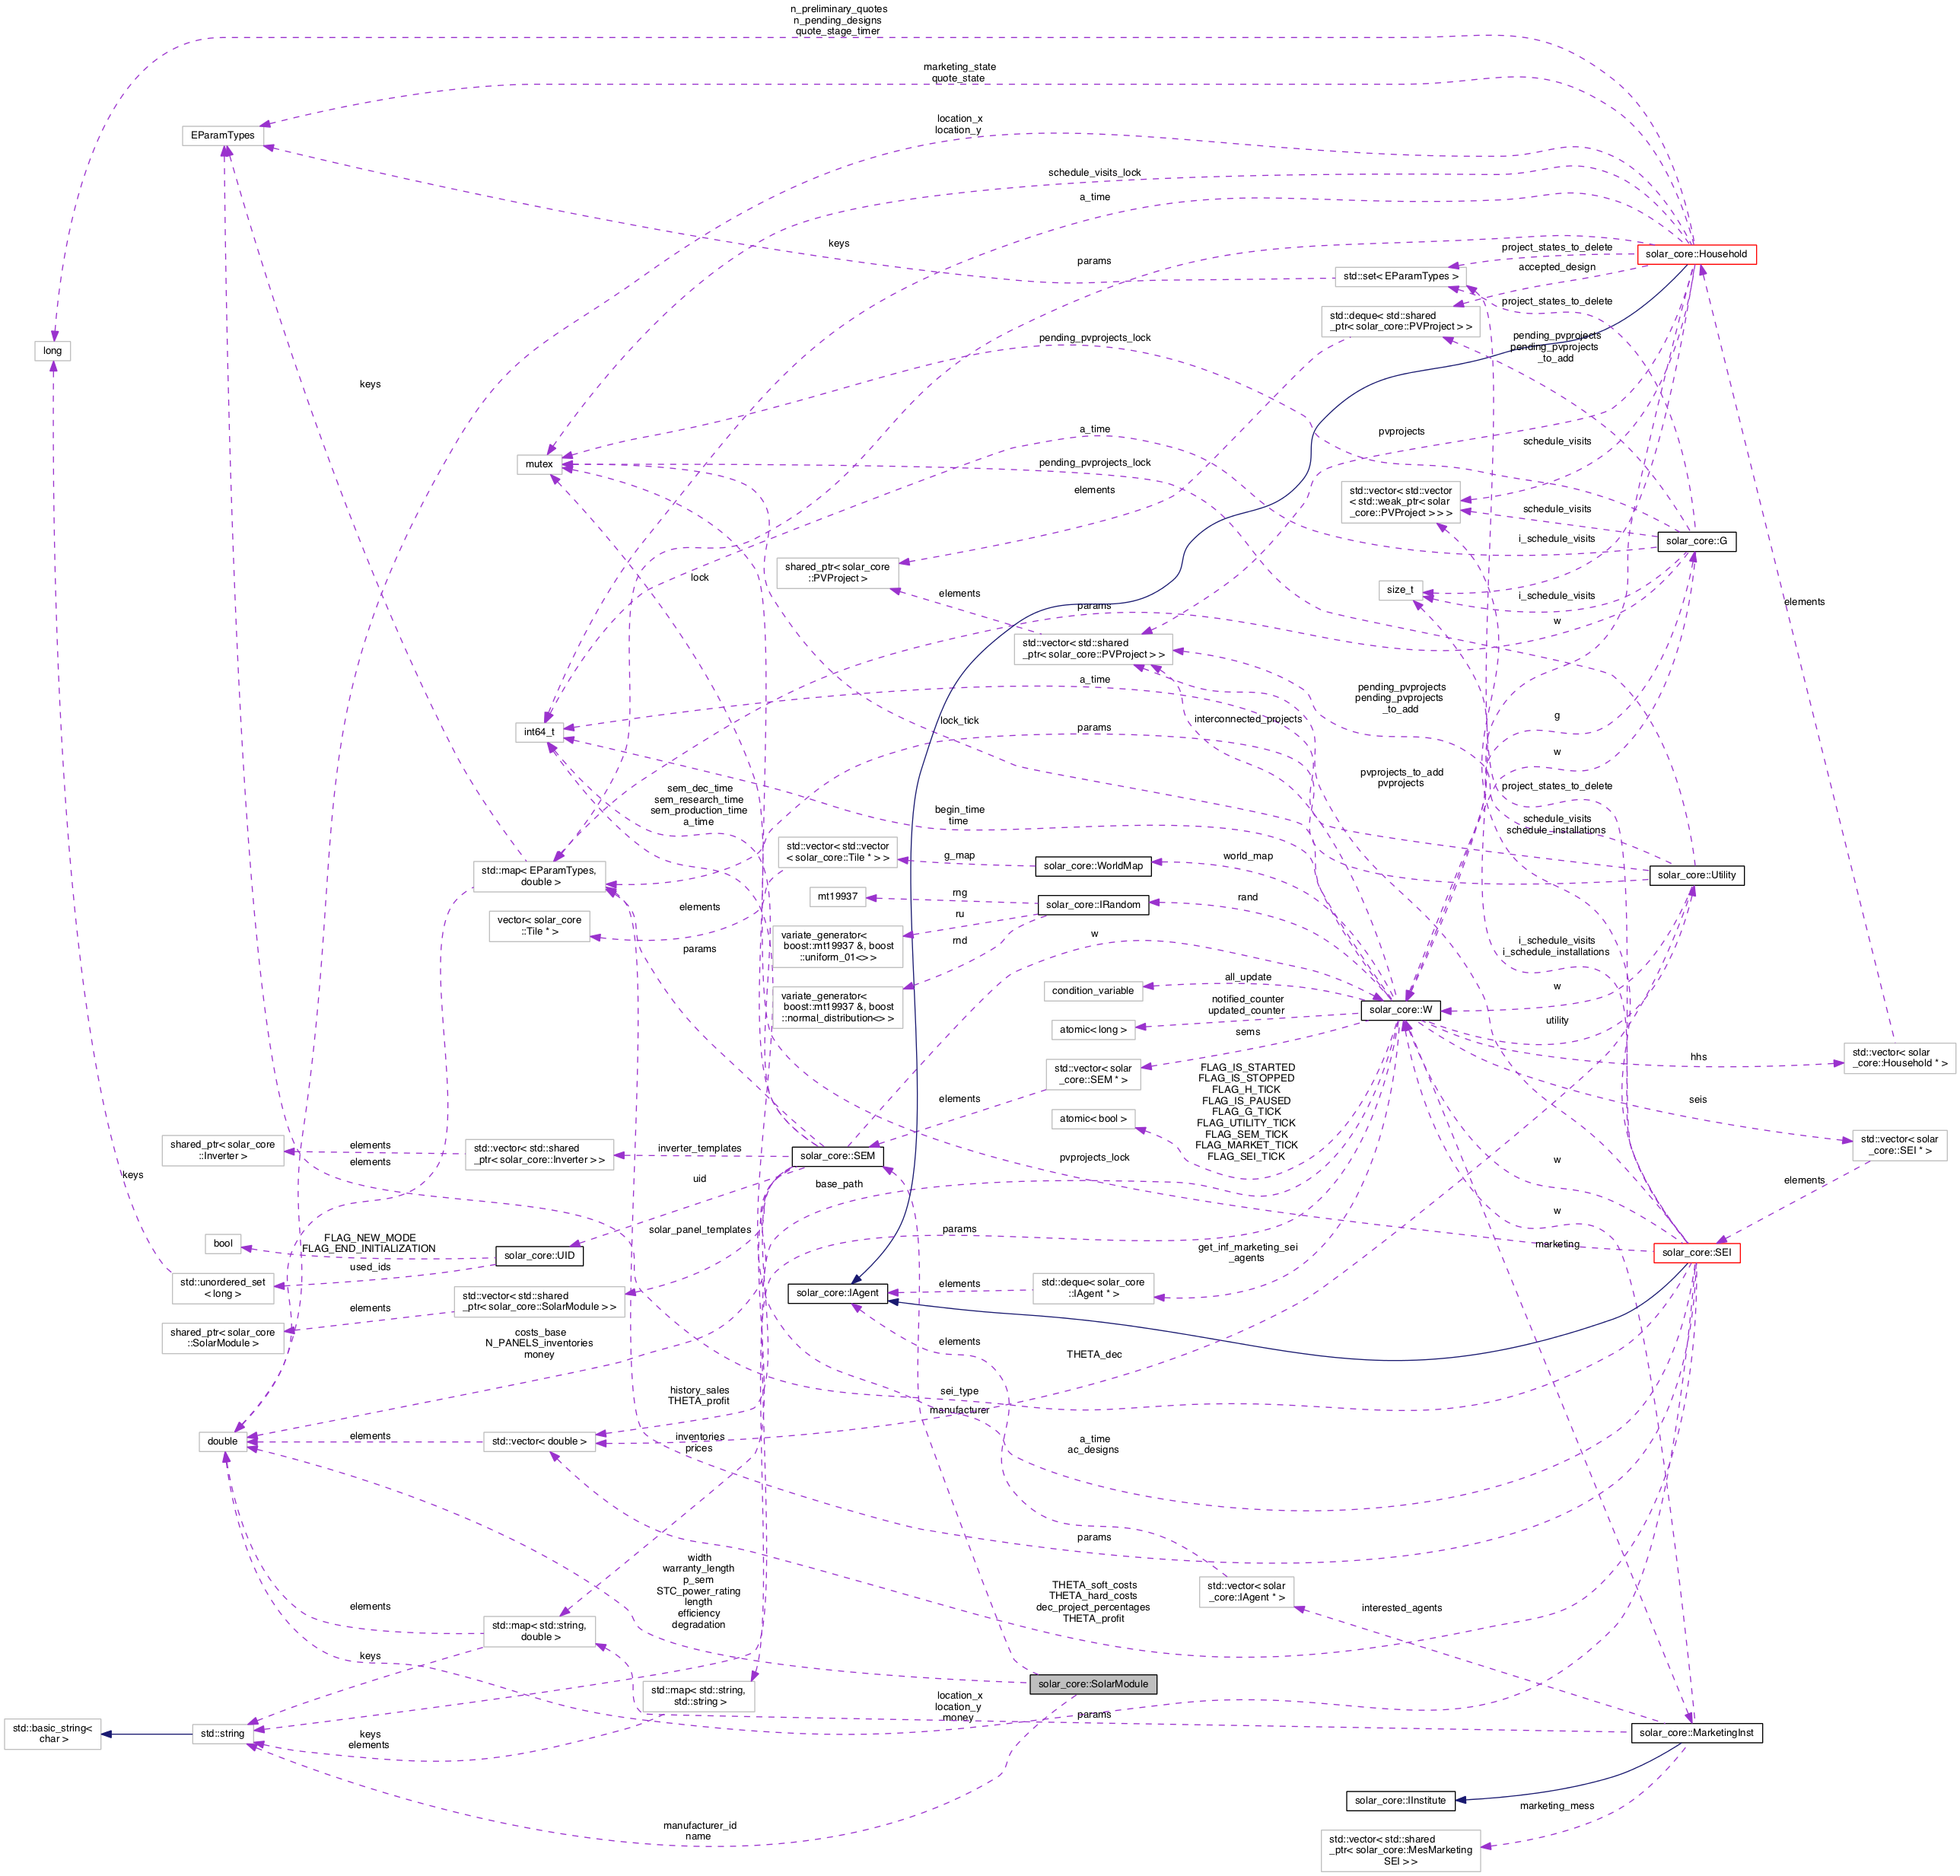 n_preliminary_quotes
n_pending_designs
quote_stage_timer
marketing_state
quote_state
location_x
location_y
EParamTypes
schedule_visits_lock
a_time
keys
project_states_to_delete
solar_core::Household
params
accepted_design
std::set< EParamTypes >
project_states_to_delete
std::deque< std::shared
_ptr< solar_core::PVProject > >
long
pending_pvprojects_lock
pending_pvprojects
pending_pvprojects
_to_add
keys
a_time
pvprojects
schedule_visits
mutex
pending_pvprojects_lock
elements
std::vector< std::vector
< std::weak_ptr< solar
_core::PVProject > > >
schedule_visits
i_schedule_visits
solar_core::G
lock
shared_ptr< solar_core
::PVProject >
elements
size_t
i_schedule_visits
params
w
elements
std::vector< std::shared
_ptr< solar_core::PVProject > >
a_time
pending_pvprojects
pending_pvprojects
_to_add
lock_tick
interconnected_projects
g
int64_t
params
w
sem_dec_time
sem_research_time
sem_production_time
a_time
pvprojects_to_add
pvprojects
project_states_to_delete
begin_time
time
schedule_visits
schedule_installations
std::map< EParamTypes,
double >
std::vector< std::vector
< solar_core::Tile * > >
g_map
solar_core::WorldMap
world_map
solar_core::Utility
mt19937
rng
solar_core::IRandom
rand
elements
vector< solar_core
::Tile * >
ru
w
variate_generator<
boost::mt19937 &, boost
::uniform_01<>>
rnd
params
i_schedule_visits
i_schedule_installations
condition_variable
all_update
w
variate_generator<
boost::mt19937 &, boost
::normal_distribution<> >
notified_counter
updated_counter
solar_core::W
atomic< long >
utility
sems
hhs
std::vector< solar
_core::Household * >
std::vector< solar
_core::SEM * >
FLAG_IS_STARTED
FLAG_IS_STOPPED
FLAG_H_TICK
FLAG_IS_PAUSED
FLAG_G_TICK
FLAG_UTILITY_TICK
FLAG_SEM_TICK
FLAG_MARKET_TICK
FLAG_SEI_TICK
elements
seis
atomic< bool >
shared_ptr< solar_core
::Inverter >
elements
std::vector< std::shared
_ptr< solar_core::Inverter > >
inverter_templates
solar_core::SEM
pvprojects_lock
std::vector< solar
_core::SEI * >
elements
uid
base_path
w
elements
keys
w
solar_panel_templates
params
bool
FLAG_NEW_MODE
FLAG_END_INITIALIZATION
solar_core::UID
get_inf_marketing_sei
_agents
marketing
solar_core::SEI
used_ids
std::unordered_set
< long >
std::vector< std::shared
_ptr< solar_core::SolarModule > >
elements
solar_core::IAgent
elements
std::deque< solar_core
::IAgent * >
shared_ptr< solar_core
::SolarModule >
costs_base
N_PANELS_inventories
money
elements
THETA_dec
history_sales
THETA_profit
sei_type
manufacturer
double
elements
std::vector< double >
inventories
prices
a_time
ac_designs
params
width
warranty_length
p_sem
STC_power_rating
length
efficiency
degradation
THETA_soft_costs
THETA_hard_costs
dec_project_percentages
THETA_profit
std::vector< solar
_core::IAgent * >
interested_agents
elements
std::map< std::string,
double >
keys
solar_core::SolarModule
std::map< std::string,
std::string >
location_x
location_y
money
params
std::basic_string<
char >
std::string
keys
elements
solar_core::MarketingInst
solar_core::IInstitute
marketing_mess
manufacturer_id
name
std::vector< std::shared
_ptr< solar_core::MesMarketing
SEI > >